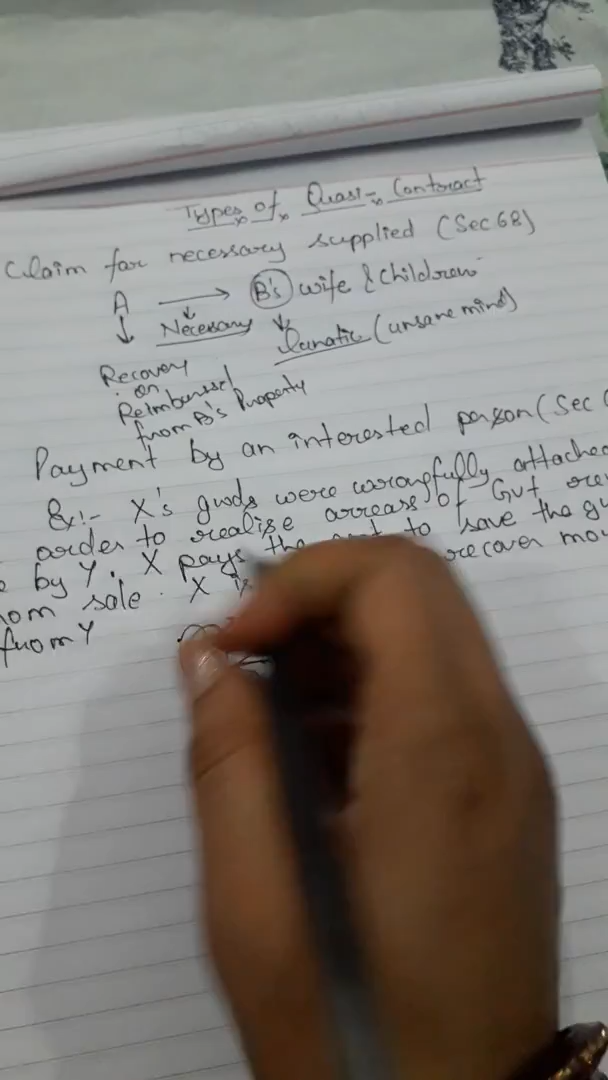 Types of Quasi-Contract
Claim for necessary supplied (Sec 68)
A → B's wife & children
Necessary lunatic (unsane mind)
Recovery
or
Reimbursed
from B's Property
Payment by an interested person (Sec
X's goods were wrongfully attached
order to realise arrears of Gvt
by Y. X pays the to save the
sale. X recover
from Y